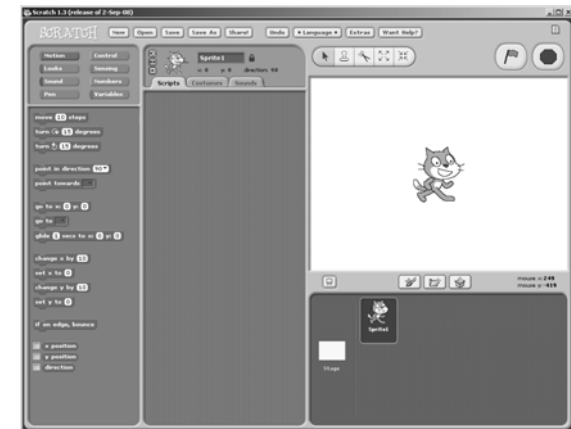 Scratch 1.3 (release of 2-Sep-08)
SCRATCH New Open Save Save As Share! Undo Language Extras Want Help?
Motion Control
Looks Sensing
Sound Numbers
Pen Variables
Sprite1
x: 0 y: 0 direction: 90
Scripts Costumes Sounds
move 10 steps
turn 15 degrees
turn 15 degrees
point in direction 90
point towards
go to x: 0 y: 0
go to
glide 1 secs to x: 0 y: 0
change x by 10
set x to 0
change y by 10
set y to 0
if on edge, bounce
x position
y position
direction
mouse x: 249
mouse y: -419
Sprite1
Stage